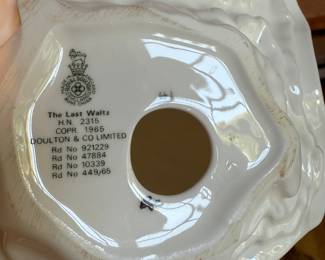 The Last Waltz
H.N. 2315
COPR. 1965
DOULTON & CO LIMITED
Rd No 921229
Rd No 47884
Rd No 10339
Rd No 449/65